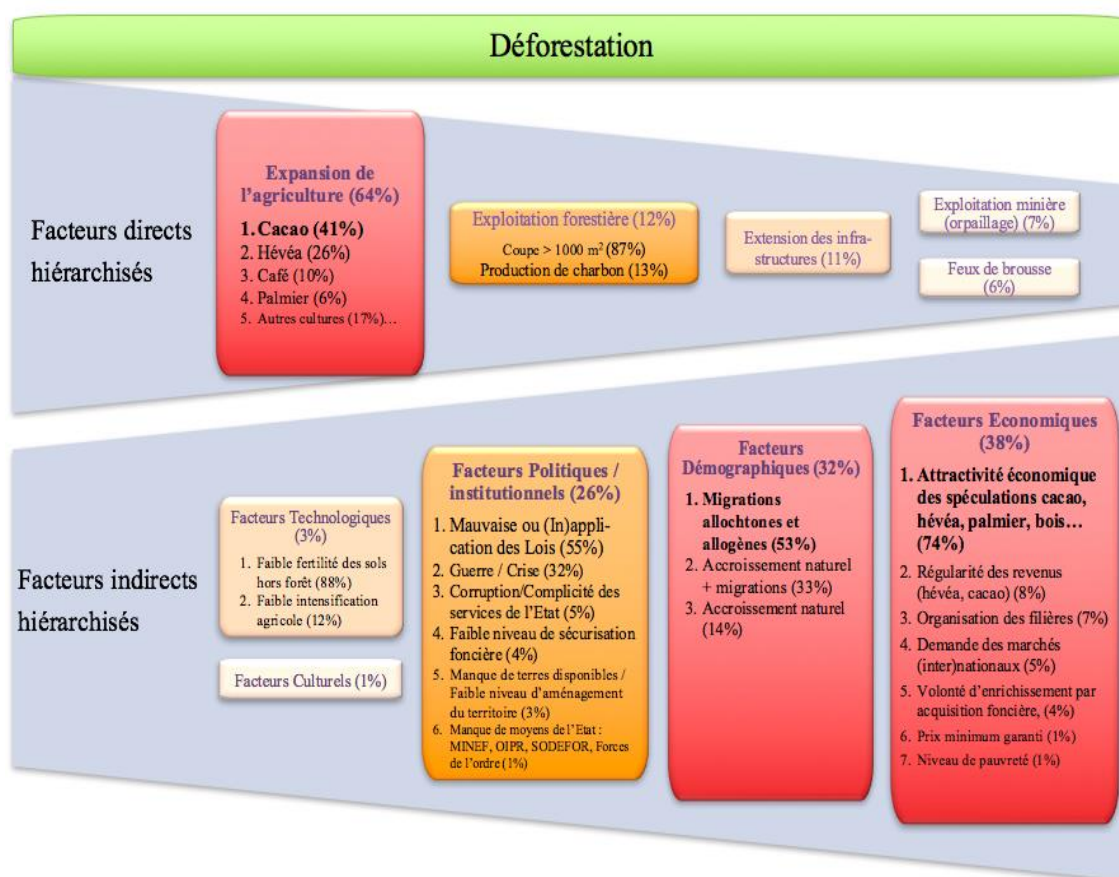 Déforestation
Facteurs directs
hiérarchisés
Expansion de
l'agriculture (64%)
1. Cacao (41%)
2. Hévéa (26%)
3. Café (10%)
4. Palmier (6%)
5. Autres cultures (17%)...
Exploitation forestière (12%)
Coupe > 1000 m² (87%)
Production de charbon (13%)
Extension des infra-
structures (11%)
Exploitation minière
(orpaillage) (7%)
Feux de brousse
(6%)
Facteurs indirects
hiérarchisés
Facteurs Technologiques
(3%)
1. Faible fertilité des sols
hors forêt (88%)
2. Faible intensification
agricole (12%)
Facteurs Culturels (1%)
Facteurs Politiques /
institutionnels (26%)
1. Mauvaise ou (In)appli-
cation des Lois (55%)
2. Guerre / Crise (32%)
3. Corruption/Complicité des
services de l'Etat (5%)
4. Faible niveau de sécurisation
foncière (4%)
5. Manque de terres disponibles /
Faible niveau d'aménagement
du territoire (3%)
6. Manque de moyens de l'Etat :
MINEF, OIPR, SODEFOR, Forces
de l'ordre (1%)
Facteurs
Démographiques (32%)
1. Migrations
allochtones et
allogènes (53%)
2. Accroissement naturel
+ migrations (33%)
3. Accroissement naturel
(14%)
Facteurs Economiques
(38%)
1. Attractivité économique
des spéculations cacao,
hévéa, palmier, bois...
(74%)
2. Régularité des revenus
(hévéa, cacao) (8%)
3. Organisation des filières (7%)
4. Demande des marchés
(inter)nationaux (5%)
5. Volonté d'enrichissement par
acquisition foncière, (4%)
6. Prix minimum garanti (1%)
7. Niveau de pauvreté (1%)